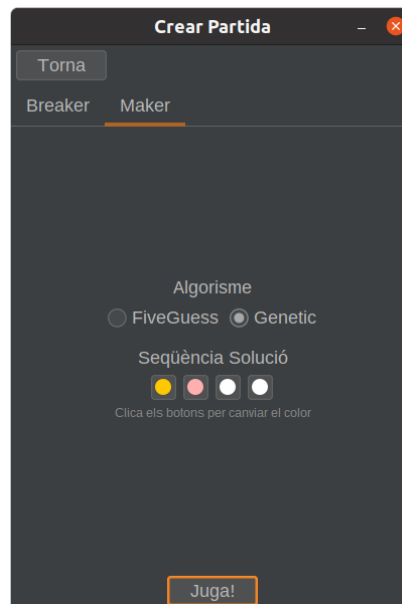 Crear Partida
Torna
Breaker Maker
Algorisme
FiveGuess Genetic
Seqüència Solució
Clica els botons per canviar el color
Juga!